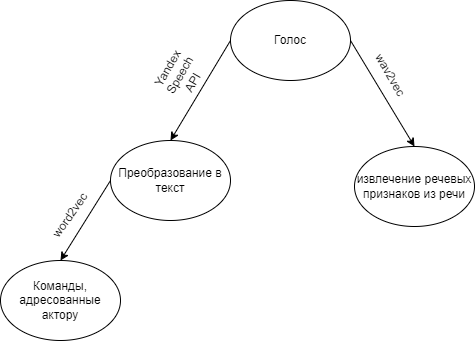 Голос
Yandex
Speech
API
wav2vec
Преобразование в
текст
извлечение речевых
признаков из речи
word2vec
Команды,
адресованные
актору